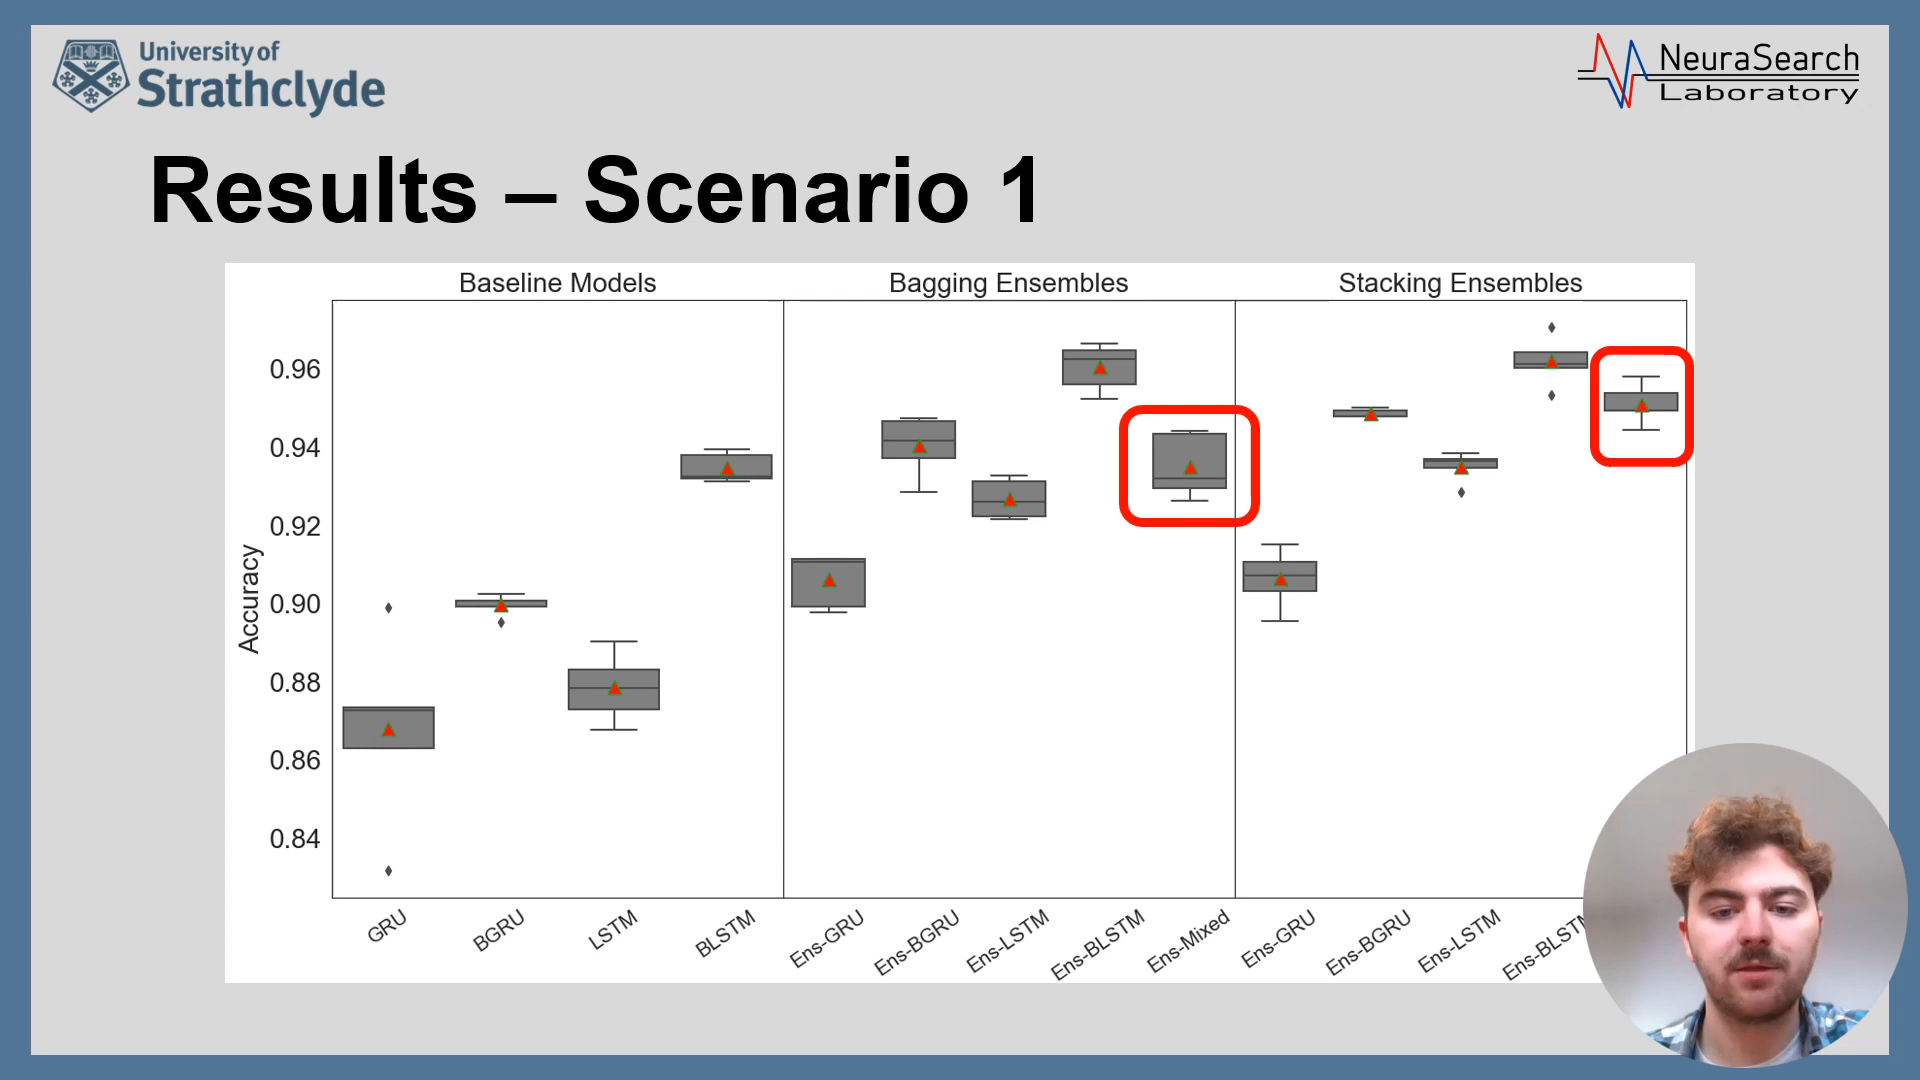 University of
Strathclyde
NeuraSearch
Laboratory
Results – Scenario 1
Baseline Models
Bagging Ensembles
Stacking Ensembles
Accuracy
0.96
0.94
0.92
0.90
0.88
0.86
0.84
GRU
BGRU
LSTM
BLSTM
Ens-GRU
Ens-BGRU
Ens-LSTM
Ens-BLSTM
Ens-Mixed
Ens-GRU
Ens-BGRU
Ens-LSTM